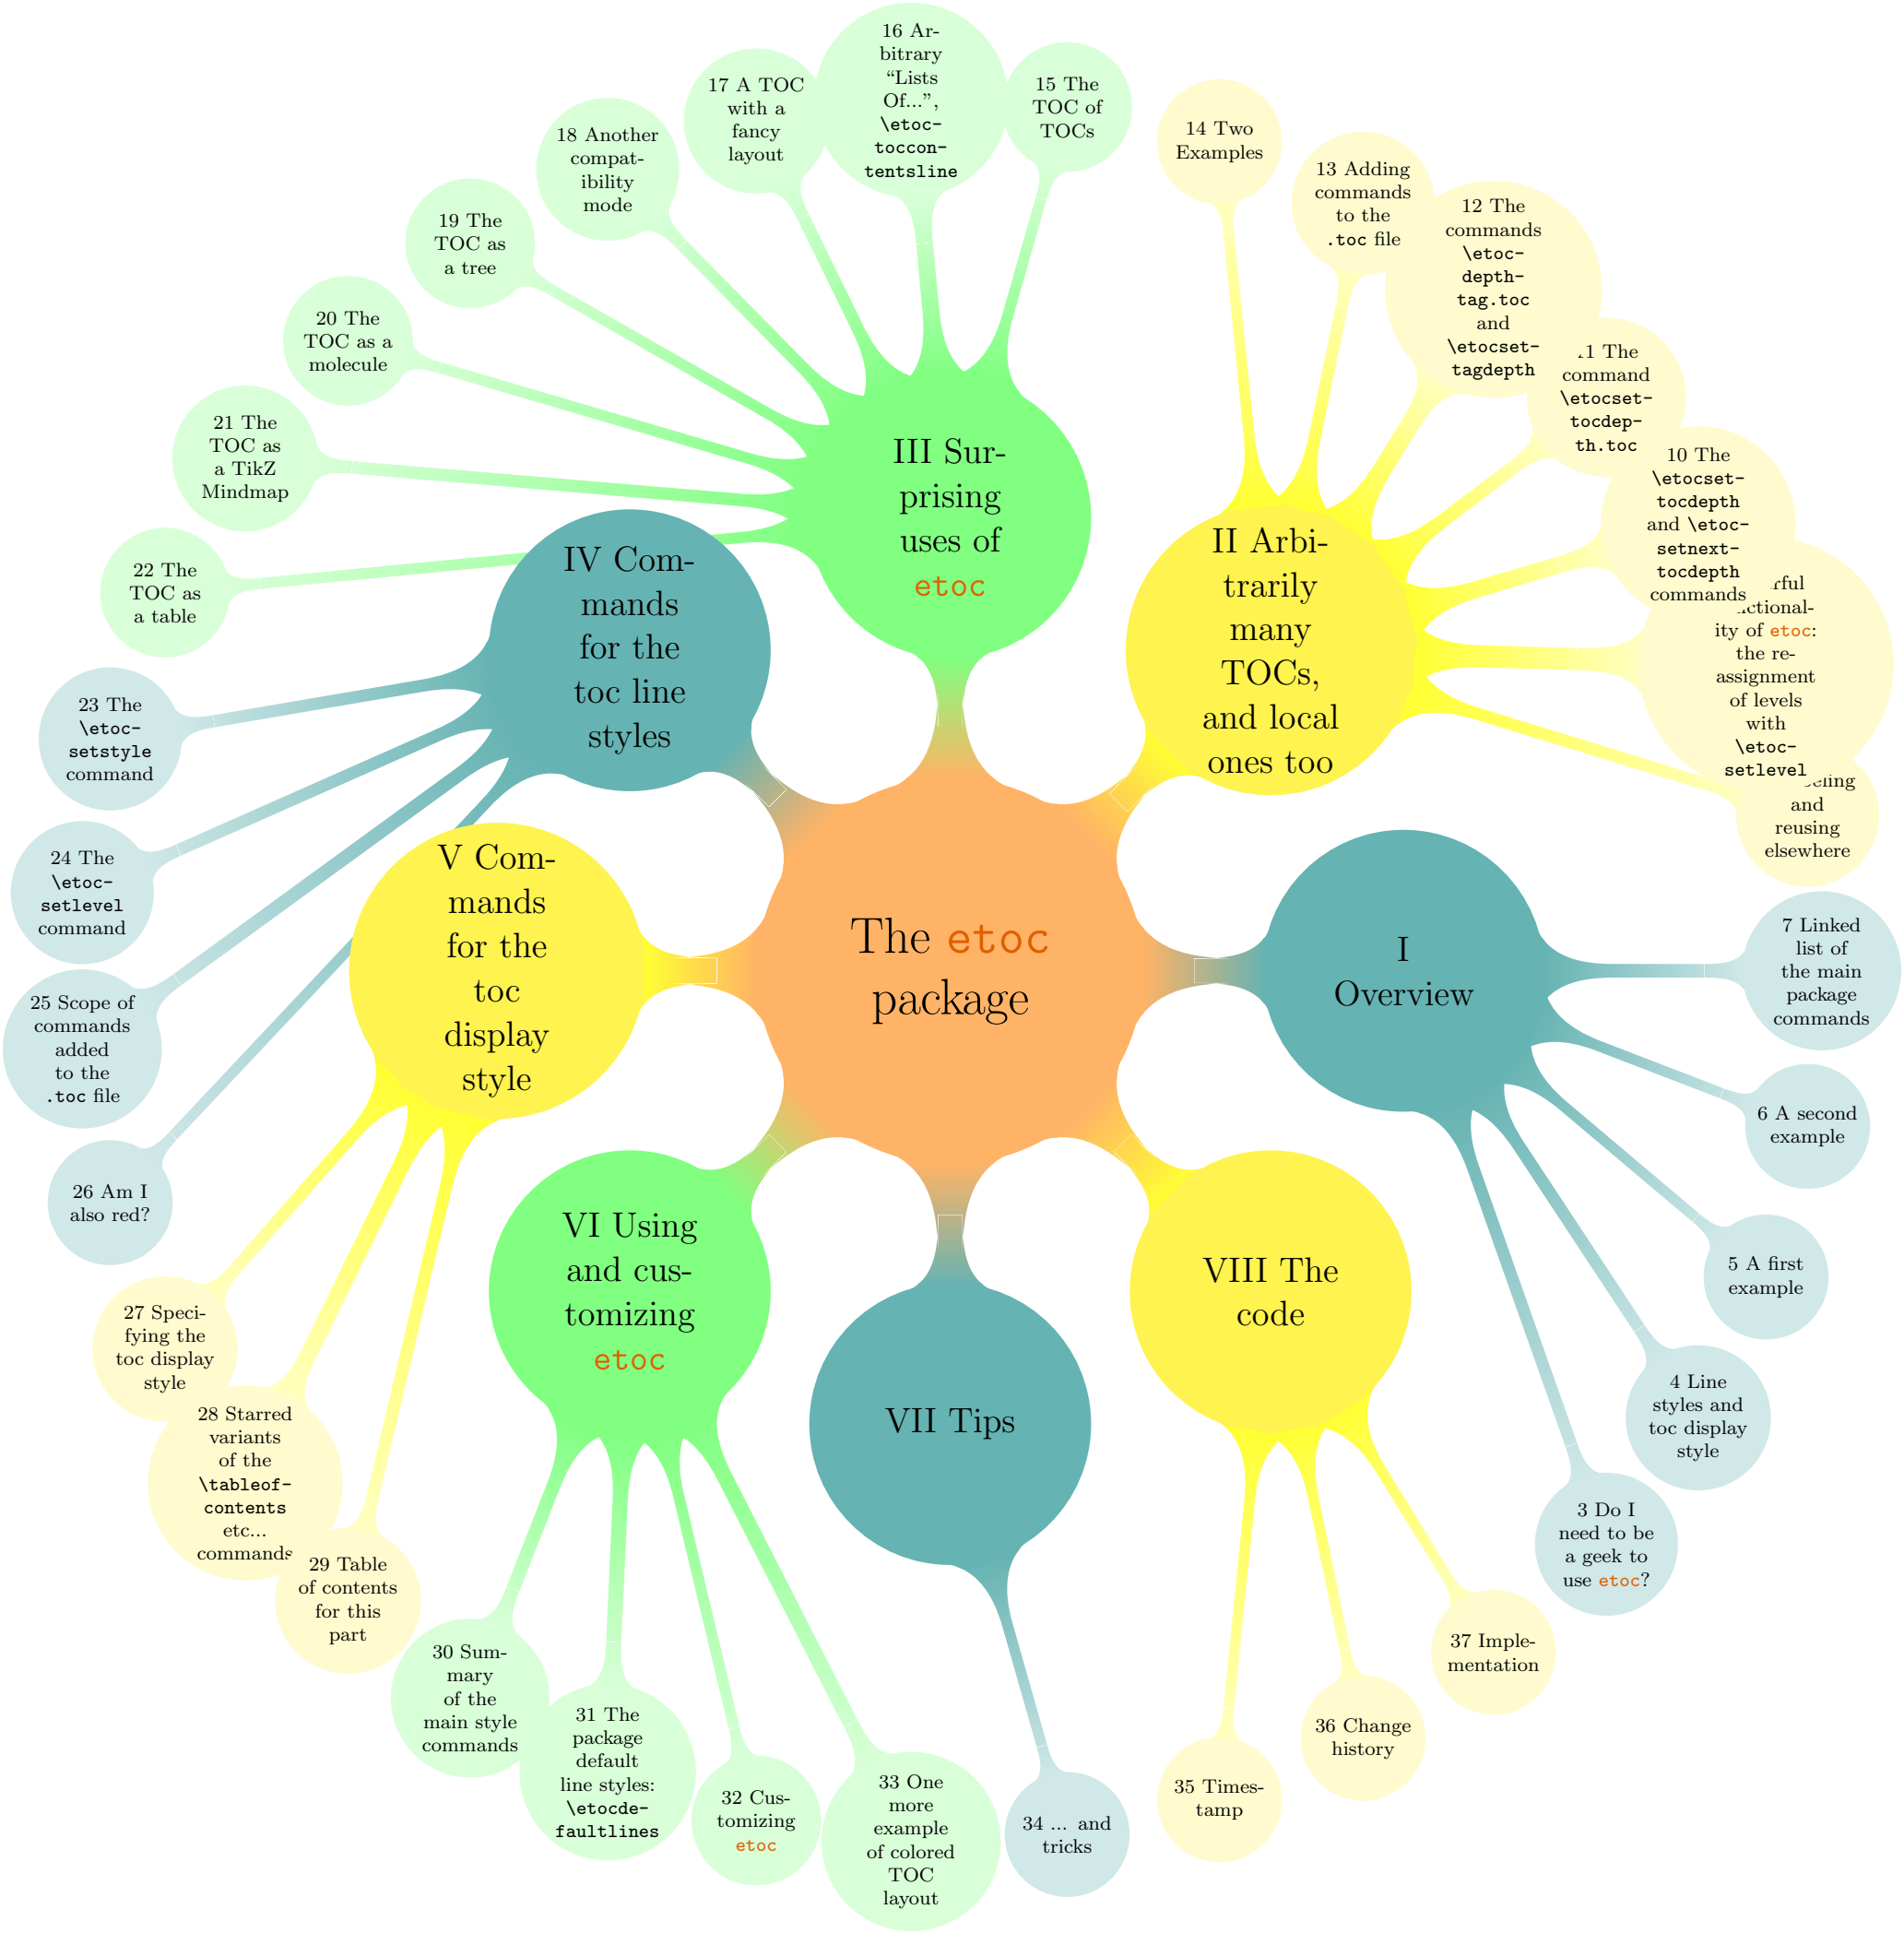 The etoc
package
I
Overview
3 Do I
need to be
a geek to
use etoc?
4 Line
styles and
toc display
style
5 A first
example
6 A second
example
7 Linked
list of
the main
package
commands
II Arbi-
trarily
many
TOCs,
and local
ones too
and
reusing
elsewhere
ity of etoc:
the re-
assignment
of levels
with
\etoc-
setlevel
10 The
\etocset-
tocdepth
and \etoc-
setnext-
tocdepth
commands
The
command
\etocset-
tocdep-
th.toc
12 The
commands
\etoc-
depth-
tag.toc
and
\etocset-
tagdepth
13 Adding
commands
to the
.toc file
14 Two
Examples
III Sur-
prising
uses of
etoc
15 The
TOC of
TOCs
16 Ar-
bitrary
“Lists
Of...”,
\etoc-
toccon-
tentsline
17 A TOC
with a
fancy
layout
18 Another
compat-
ibility
mode
19 The
TOC as
a tree
20 The
TOC as a
molecule
21 The
TOC as
a TikZ
Mindmap
22 The
TOC as
a table
IV Com-
mands
for the
toc line
styles
23 The
\etoc-
setstyle
command
24 The
\etoc-
setlevel
command
25 Scope of
commands
added
to the
.toc file
26 Am I
also red?
V Com-
mands
for the
toc
display
style
27 Speci-
fying the
toc display
style
28 Starred
variants
of the
\tableof-
contents
etc...
commands
29 Table
of contents
for this
part
VI Using
and cus-
tomizing
etoc
30 Sum-
mary
of the
main style
commands
31 The
package
default
line styles:
\etocde-
faultlines
32 Cus-
tomizing
etoc
33 One
more
example
of colored
TOC
layout
VII Tips
34 ... and
tricks
VIII The
code
35 Times-
tamp
36 Change
history
37 Imple-
mentation